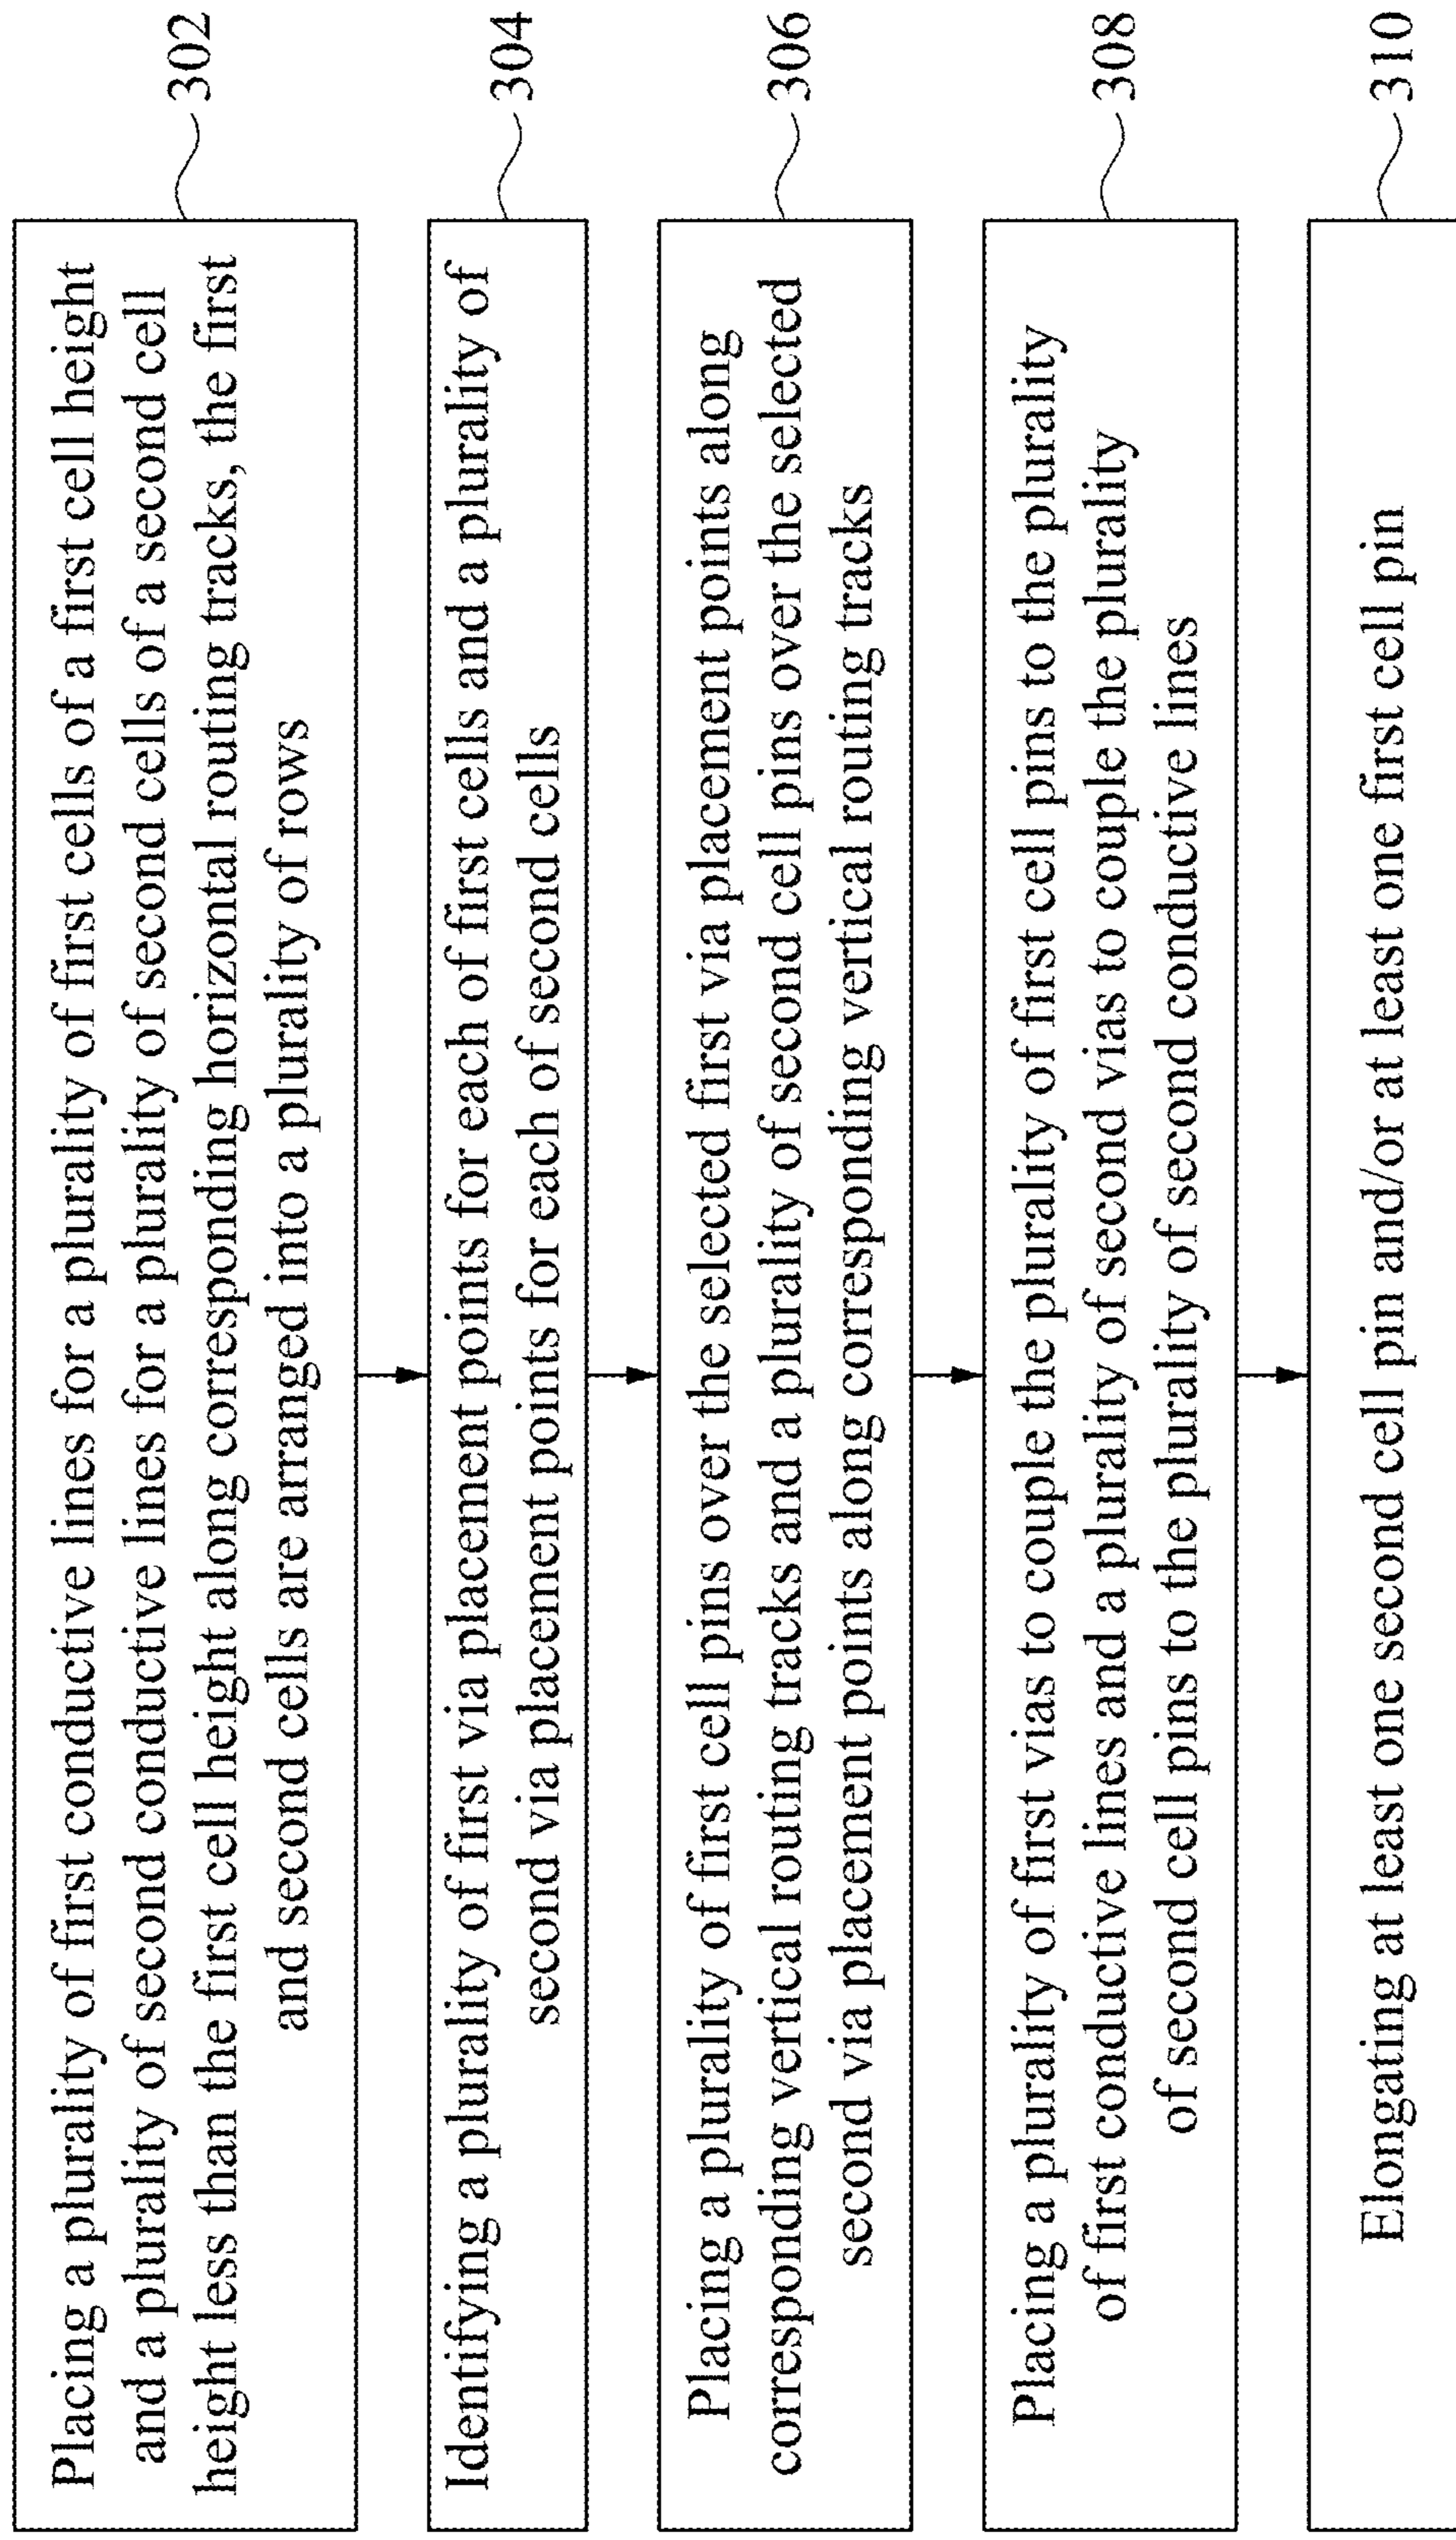 Placing a plurality of first conductive lines for a plurality of first cells of a first cell height
and a plurality of second conductive lines for a plurality of second cells of a second cell
height less than the first cell height along corresponding horizontal routing tracks, the first
and second cells are arranged into a plurality of rows
302
Identifying a plurality of first via placement points for each of first cells and a plurality of
second via placement points for each of second cells
304
Placing a plurality of first cell pins over the selected first via placement points along
corresponding vertical routing tracks and a plurality of second cell pins over the selected
second via placement points along corresponding vertical routing tracks
306
Placing a plurality of first vias to couple the plurality of first cell pins to the plurality
of first conductive lines and a plurality of second vias to couple the plurality
of second cell pins to the plurality of second conductive lines
308
Elongating at least one second cell pin and/or at least one first cell pin
310